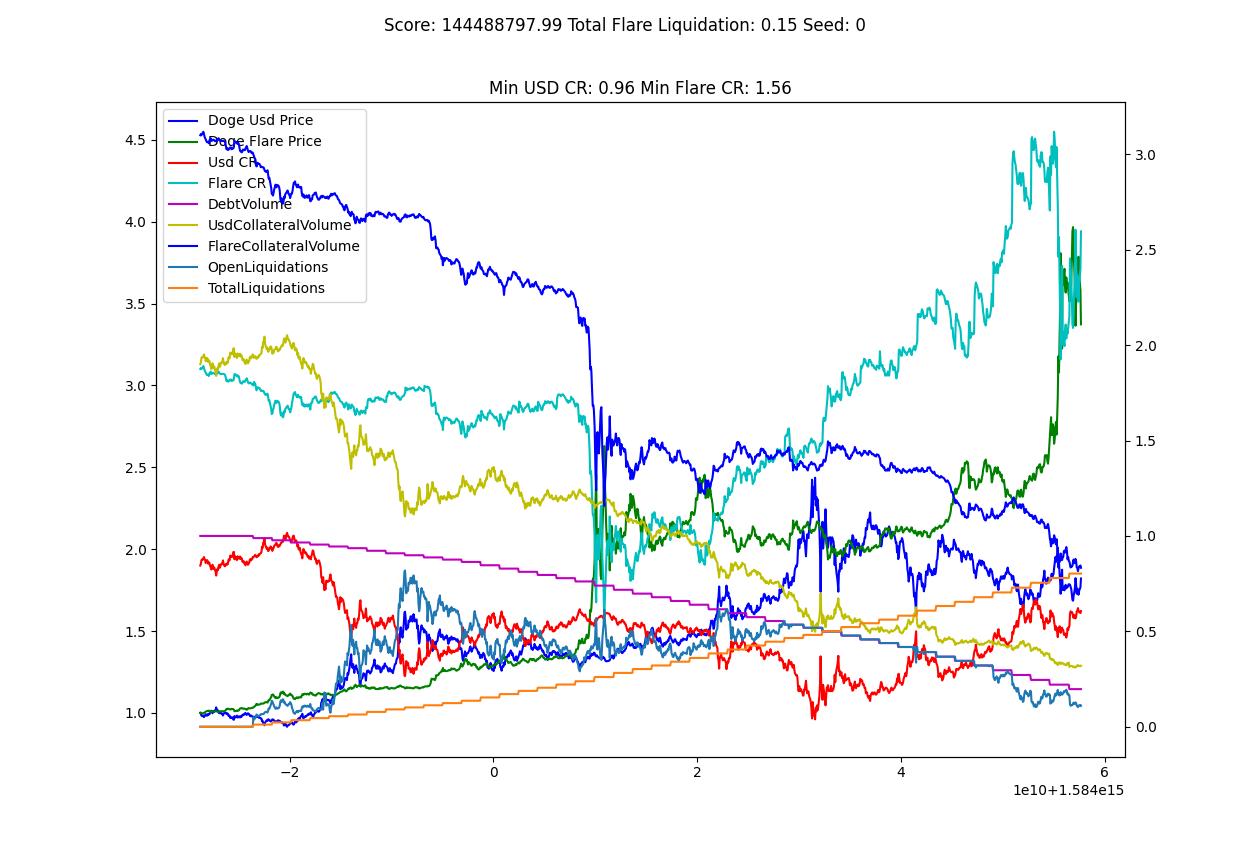 Score: 144488797.99 Total Flare Liquidation: 0.15 Seed: 0
Min USD CR: 0.96 Min Flare CR: 1.56
Doge Usd Price
Doge Flare Price
Usd CR
Flare CR
DebtVolume
UsdCollateralVolume
FlareCollateralVolume
OpenLiquidations
TotalLiquidations
4.5
4.0
3.5
3.0
2.5
2.0
1.5
1.0
3.0
2.5
2.0
1.5
1.0
0.5
0.0
−2
0
2
4
6
1e10+1.584e15